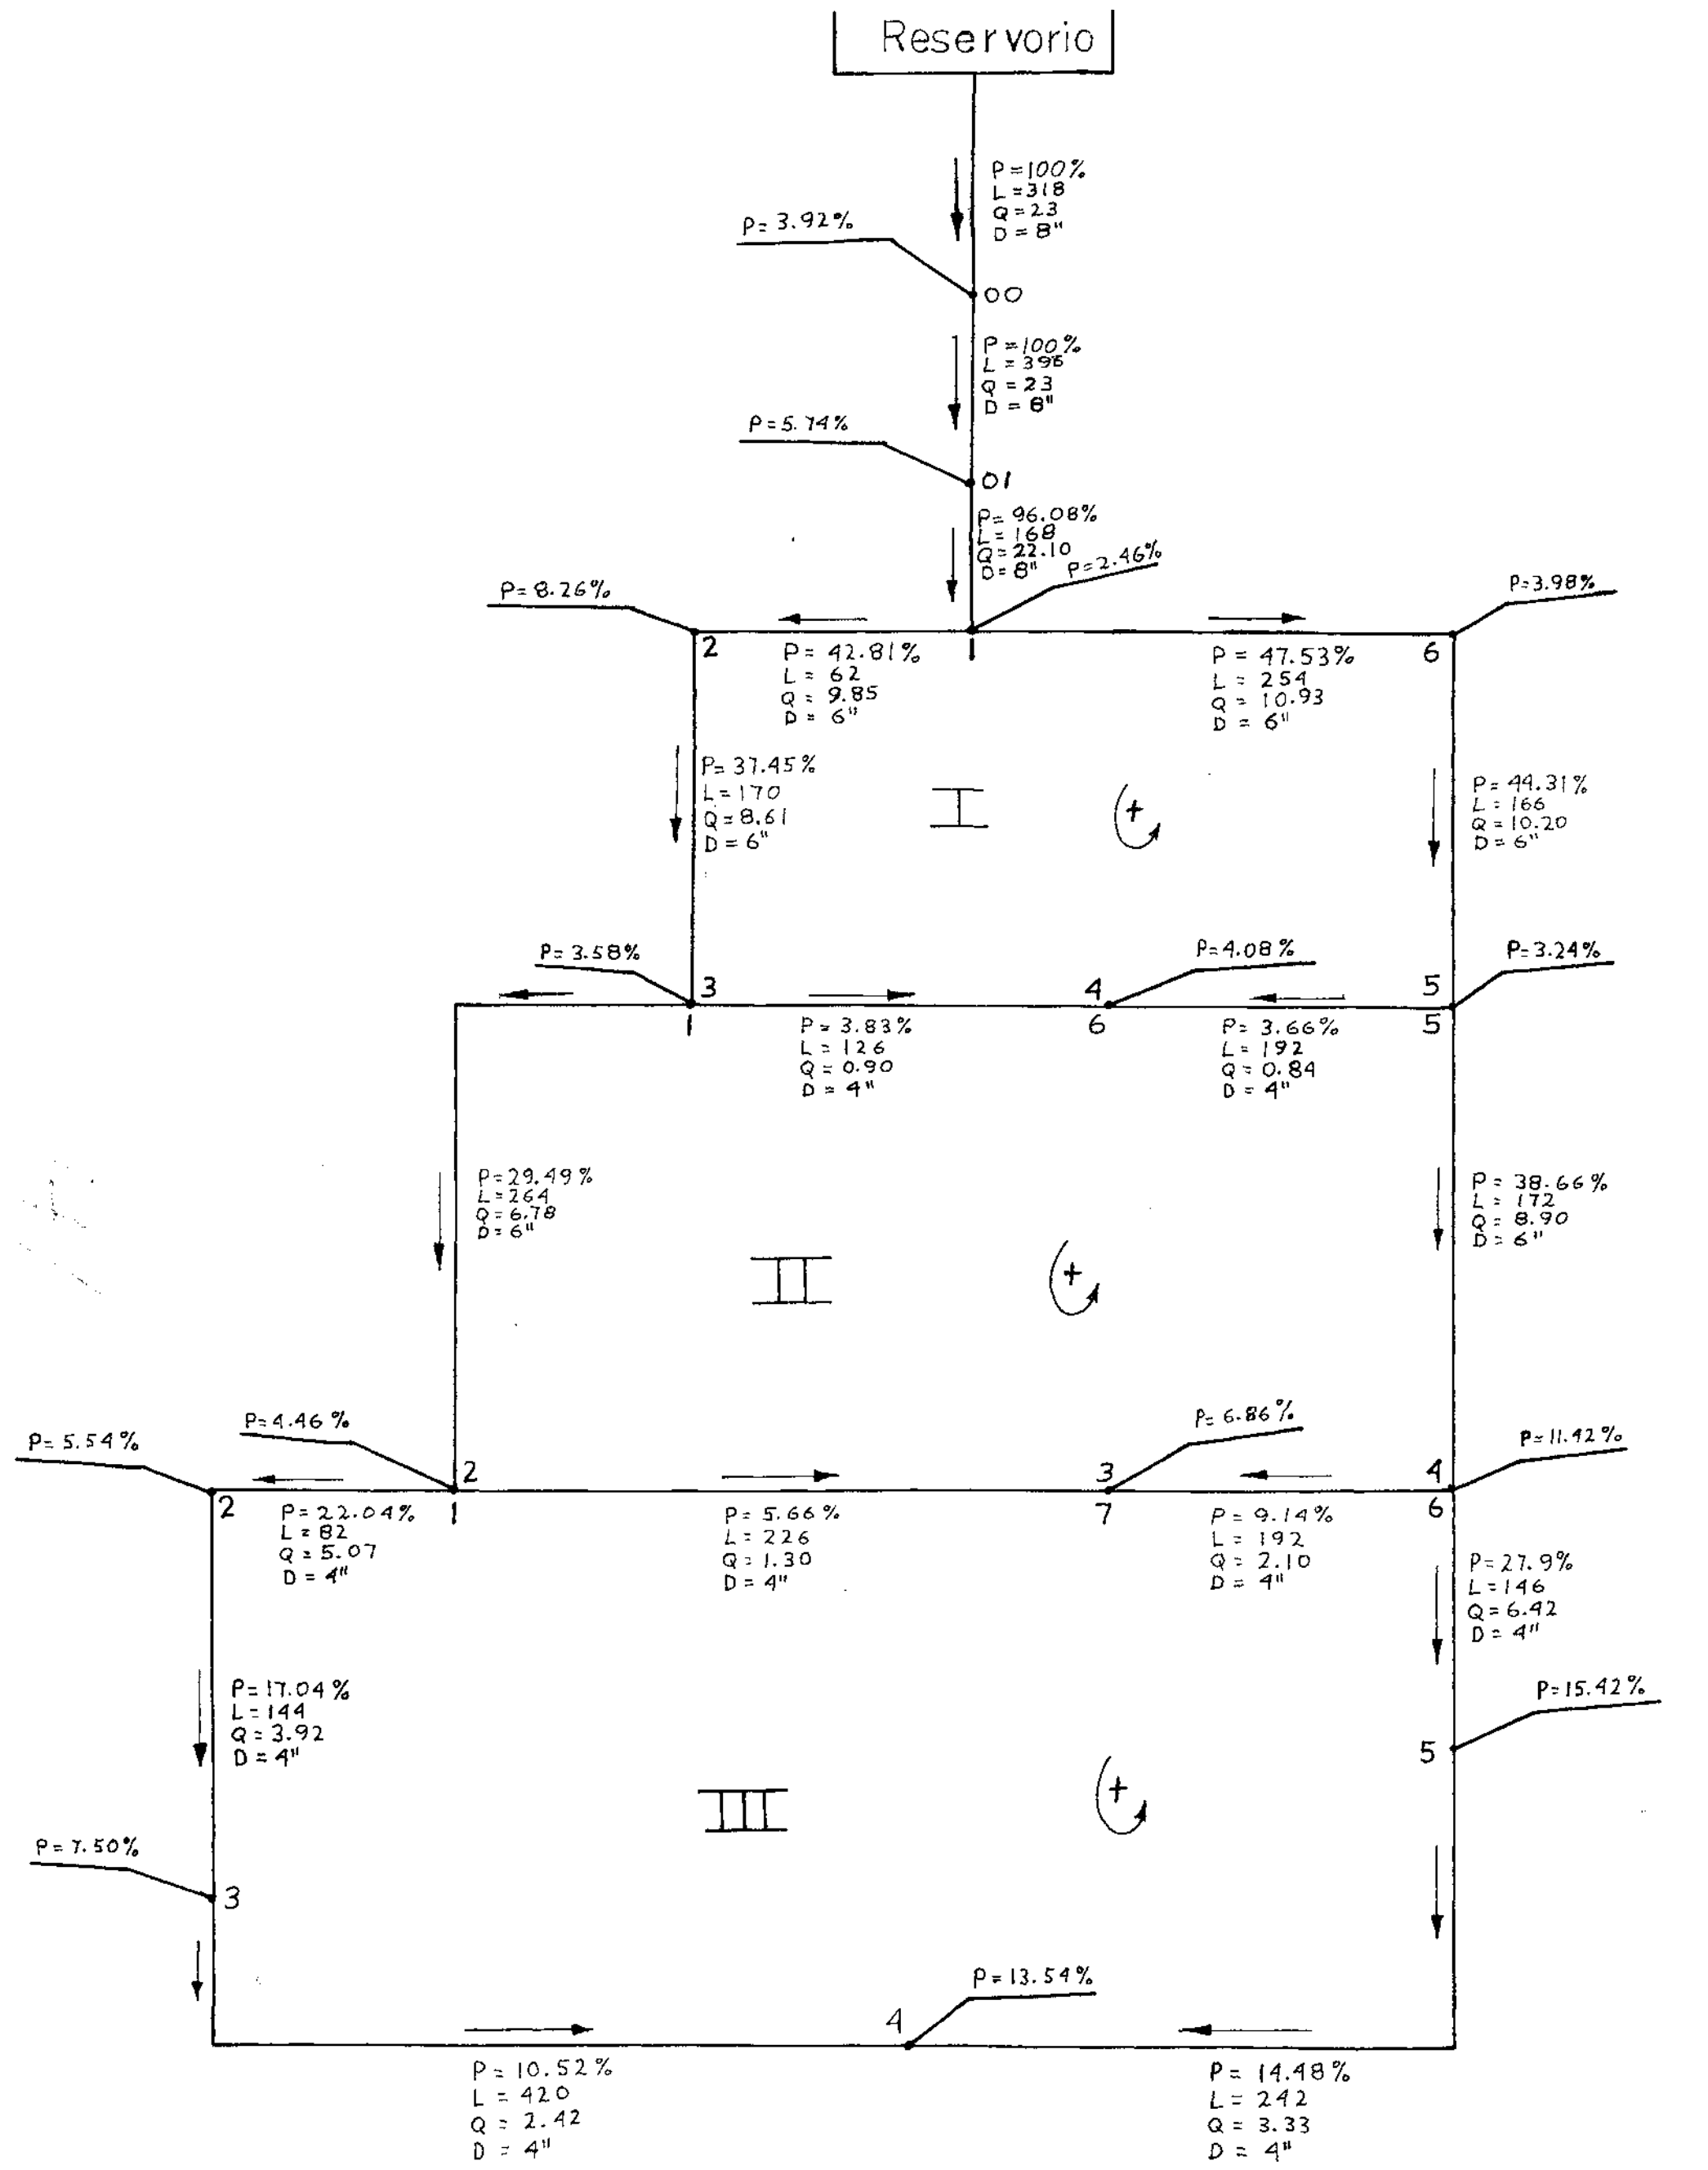 Reservorio
P=100%
L=318
Q=23
D=8"
P=3.92%
00
P=100%
L=396
Q=23
D=8"
P=5.74%
01
P=96.08%
L=168
Q=22.10
D=8"
P=2.46%
P=8.26%
P=3.98%
2
1
6
P=42.81%
L=62
Q=9.85
D=6"
P=47.53%
L=254
Q=10.93
D=6"
P=37.45%
L=170
Q=8.61
D=6"
I
+
P=44.31%
L=166
Q=10.20
D=6"
P=3.58%
P=4.08%
P=3.24%
3
4
5
1
6
5
P=3.83%
L=126
Q=0.90
D=4"
P=3.66%
L=192
Q=0.84
D=4"
P=29.49%
L=264
Q=6.78
D=6"
P=38.66%
L=172
Q=8.90
D=6"
II
+
P=5.54%
P=4.46%
P=6.86%
P=11.42%
2
3
4
2
1
7
6
P=22.04%
L=82
Q=5.07
D=4"
P=5.66%
L=226
Q=1.30
D=4"
P=9.14%
L=192
Q=2.10
D=4"
P=27.9%
L=146
Q=6.42
D=4"
P=17.04%
L=144
Q=3.92
D=4"
P=15.42%
5
III
+
P=7.50%
3
P=13.54%
4
P=10.52%
L=420
Q=2.42
D=4"
P=14.48%
L=242
Q=3.33
D=4"